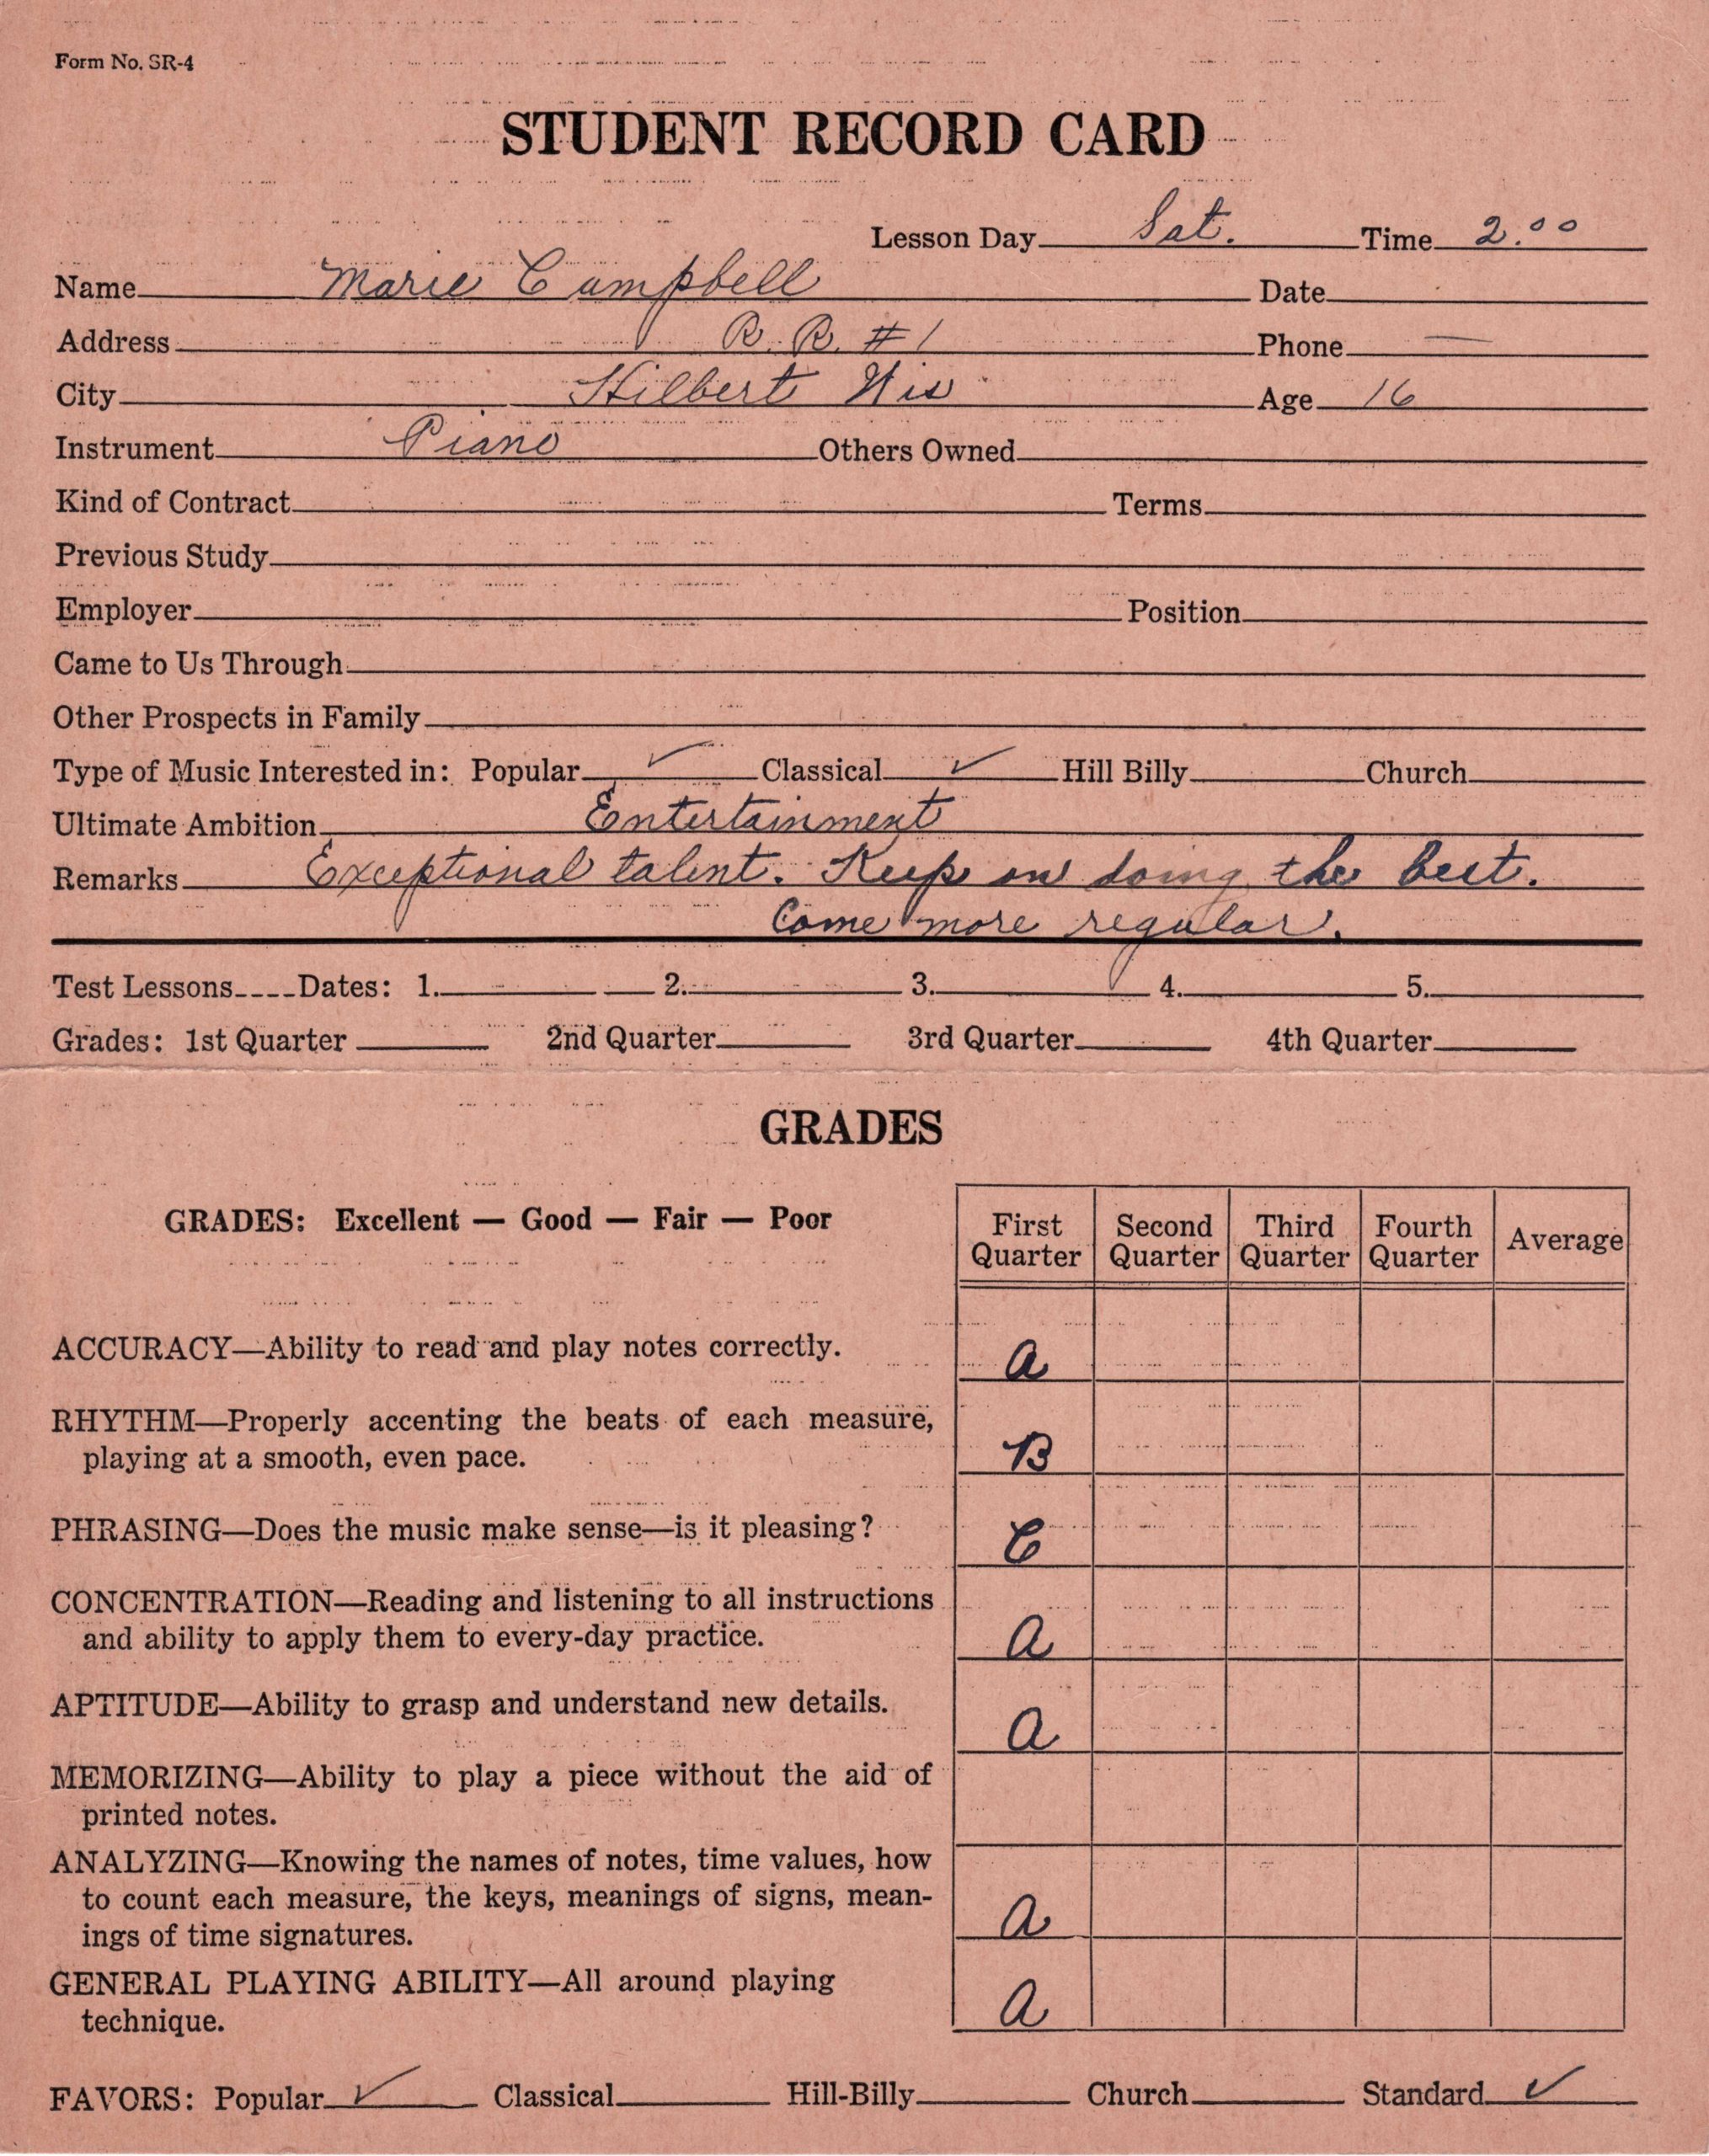 Form No. SR-4
STUDENT RECORD CARD
Lesson Day Sat. Time 2.00
Name Marie Campbell Date
Address R. R. #1 Phone —
City Hilbert Wis Age 16
Instrument Piano Others Owned
Kind of Contract Terms
Previous Study
Employer Position
Came to Us Through
Other Prospects in Family
Type of Music Interested in: Popular ✓ Classical ✓ Hill Billy Church
Ultimate Ambition Entertainment
Remarks Exceptional talent. Keep on doing the best.
Come more regular.
Test Lessons Dates: 1. 2. 3. 4. 5.
Grades: 1st Quarter 2nd Quarter 3rd Quarter 4th Quarter
GRADES
GRADES: Excellent — Good — Fair — Poor
First Quarter Second Quarter Third Quarter Fourth Quarter Average
ACCURACY—Ability to read and play notes correctly. A
RHYTHM—Properly accenting the beats of each measure,
playing at a smooth, even pace. B
PHRASING—Does the music make sense—is it pleasing? C
CONCENTRATION—Reading and listening to all instructions
and ability to apply them to every-day practice. A
APTITUDE—Ability to grasp and understand new details. A
MEMORIZING—Ability to play a piece without the aid of
printed notes.
ANALYZING—Knowing the names of notes, time values, how
to count each measure, the keys, meanings of signs, mean-
ings of time signatures. A
GENERAL PLAYING ABILITY—All around playing
technique. A
FAVORS: Popular ✓ Classical Hill-Billy Church Standard ✓